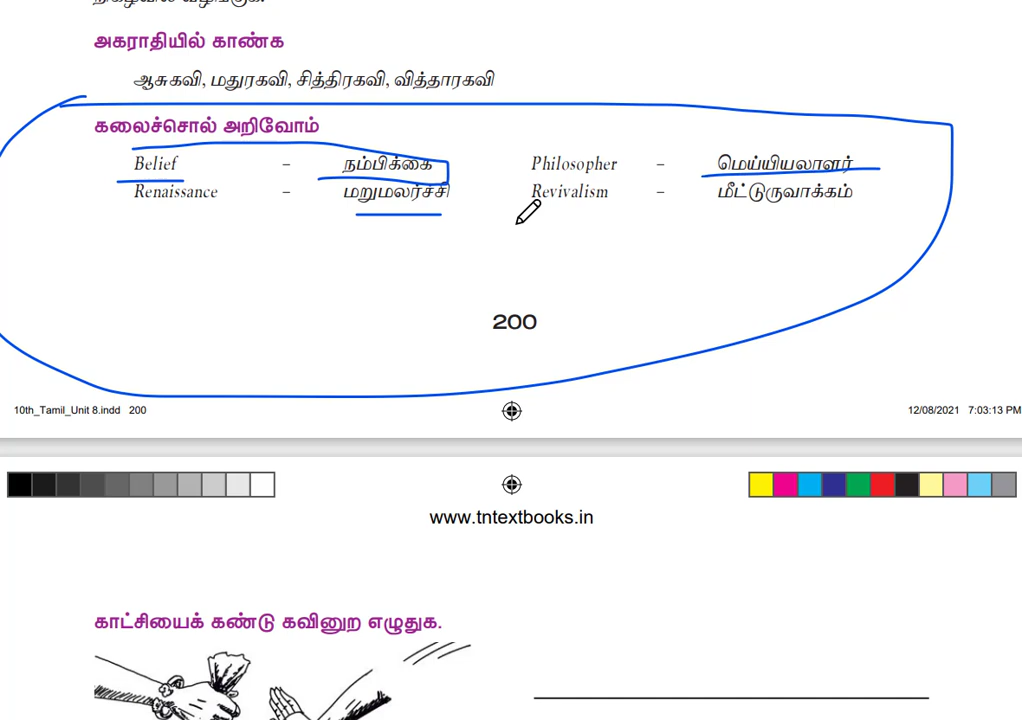 அகராதியில் காண்க
ஆசுகவி, மதுரகவி, சித்திரகவி, வித்தாரகவி
கலைச்சொல் அறிவோம்
Belief – நம்பிக்கை Philosopher – மெய்யியலாளர்
Renaissance – மறுமலர்ச்சி Revivalism – மீட்டுருவாக்கம்
200
10th_Tamil_Unit 8.indd 200 12/08/2021 7:03:13 PM
www.tntextbooks.in
காட்சியைக் கண்டு கவினுற எழுதுக.